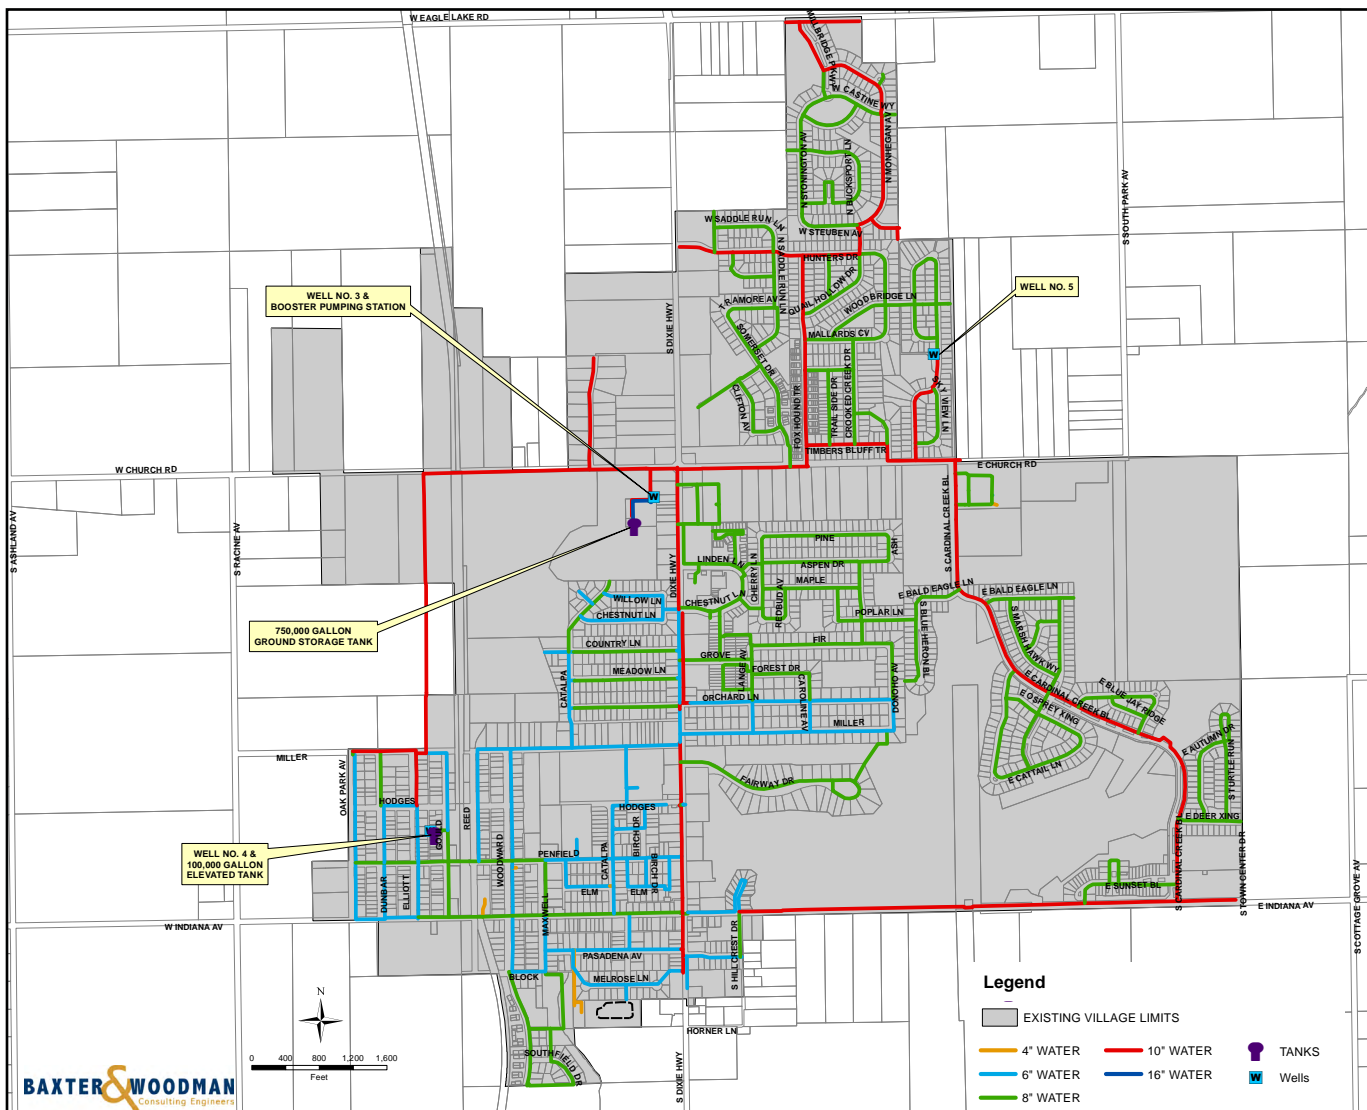 W EAGLE LAKE RD
MILLBRIDGE PKWY
W CASTINE WY
N STONINGTON AV
N BUCKSPORT LN
N MONHEGAN AV
S SOUTH PARK AV
W SADDLE RUN LN
N SADDLE RUN LN
W STEUBEN AV
HUNTERS DR
QUAIL HOLLOW DR
WOODBRIDGE LN
WELL NO. 5
WELL NO. 3 &
BOOSTER PUMPING STATION
TRAMORE AV
S DIXIE HWY
SOMERSET DR
MALLARDS CV
W
CLIFTON AV
FOX HOUND TR
TRAIL SIDE DR
CROOKED CREEK DR
SKY VIEW LN
TIMBERS BLUFF TR
W CHURCH RD
E CHURCH RD
W
S ASHLAND AV
S RACINE AV
S CARDINAL CREEK BL
PINE
ASH
LINDEN LN
CHERRY LN
ASPEN DR
DIXIE HWY
MAPLE
REDBUD AV
E BALD EAGLE LN
E BALD EAGLE LN
WILLOW LN
CHESTNUT LN
CHESTNUT LN
POPLAR LN
S BLUE HERON BL
S MARSH HAWK WY
750,000 GALLON
GROUND STORAGE TANK
COUNTRY LN
FIR
GROVE
LANGE AV
FOREST DR
MEADOW LN
CATALPA
ORCHARD LN
CAROLINE AV
DONOHO AV
E CARDINAL CREEK BL
E OSPREY XING
E BLUE JAY RIDGE
MILLER
E AUTUMN DR
S TURTLE RUN
MILLER
OAK PARK AV
E CATTAIL LN
FAIRWAY DR
HODGES
HODGES
REED
GOULD
WOODWARD
BIRCH DR
CATALPA
E DEER XING
WELL NO. 4 &
100,000 GALLON
ELEVATED TANK
PENFIELD
BIRCH DR
DUNBAR
ELLIOTT
ELM
ELM
MAXWELL
E SUNSET BL
S CARDINAL CREEK BL
S TOWN CENTER DR
S COTTAGE GROVE AV
W INDIANA AV
E INDIANA AV
S HILLCREST DR
PASADENA AV
BLOCK
MELROSE LN
HORNER LN
SOUTHFIELD DR
S DIXIE HWY
N
0 400 800 1,200 1,600
Feet
BAXTER & WOODMAN
Consulting Engineers
Legend
EXISTING VILLAGE LIMITS
4" WATER
10" WATER
TANKS
6" WATER
16" WATER
W
Wells
8" WATER